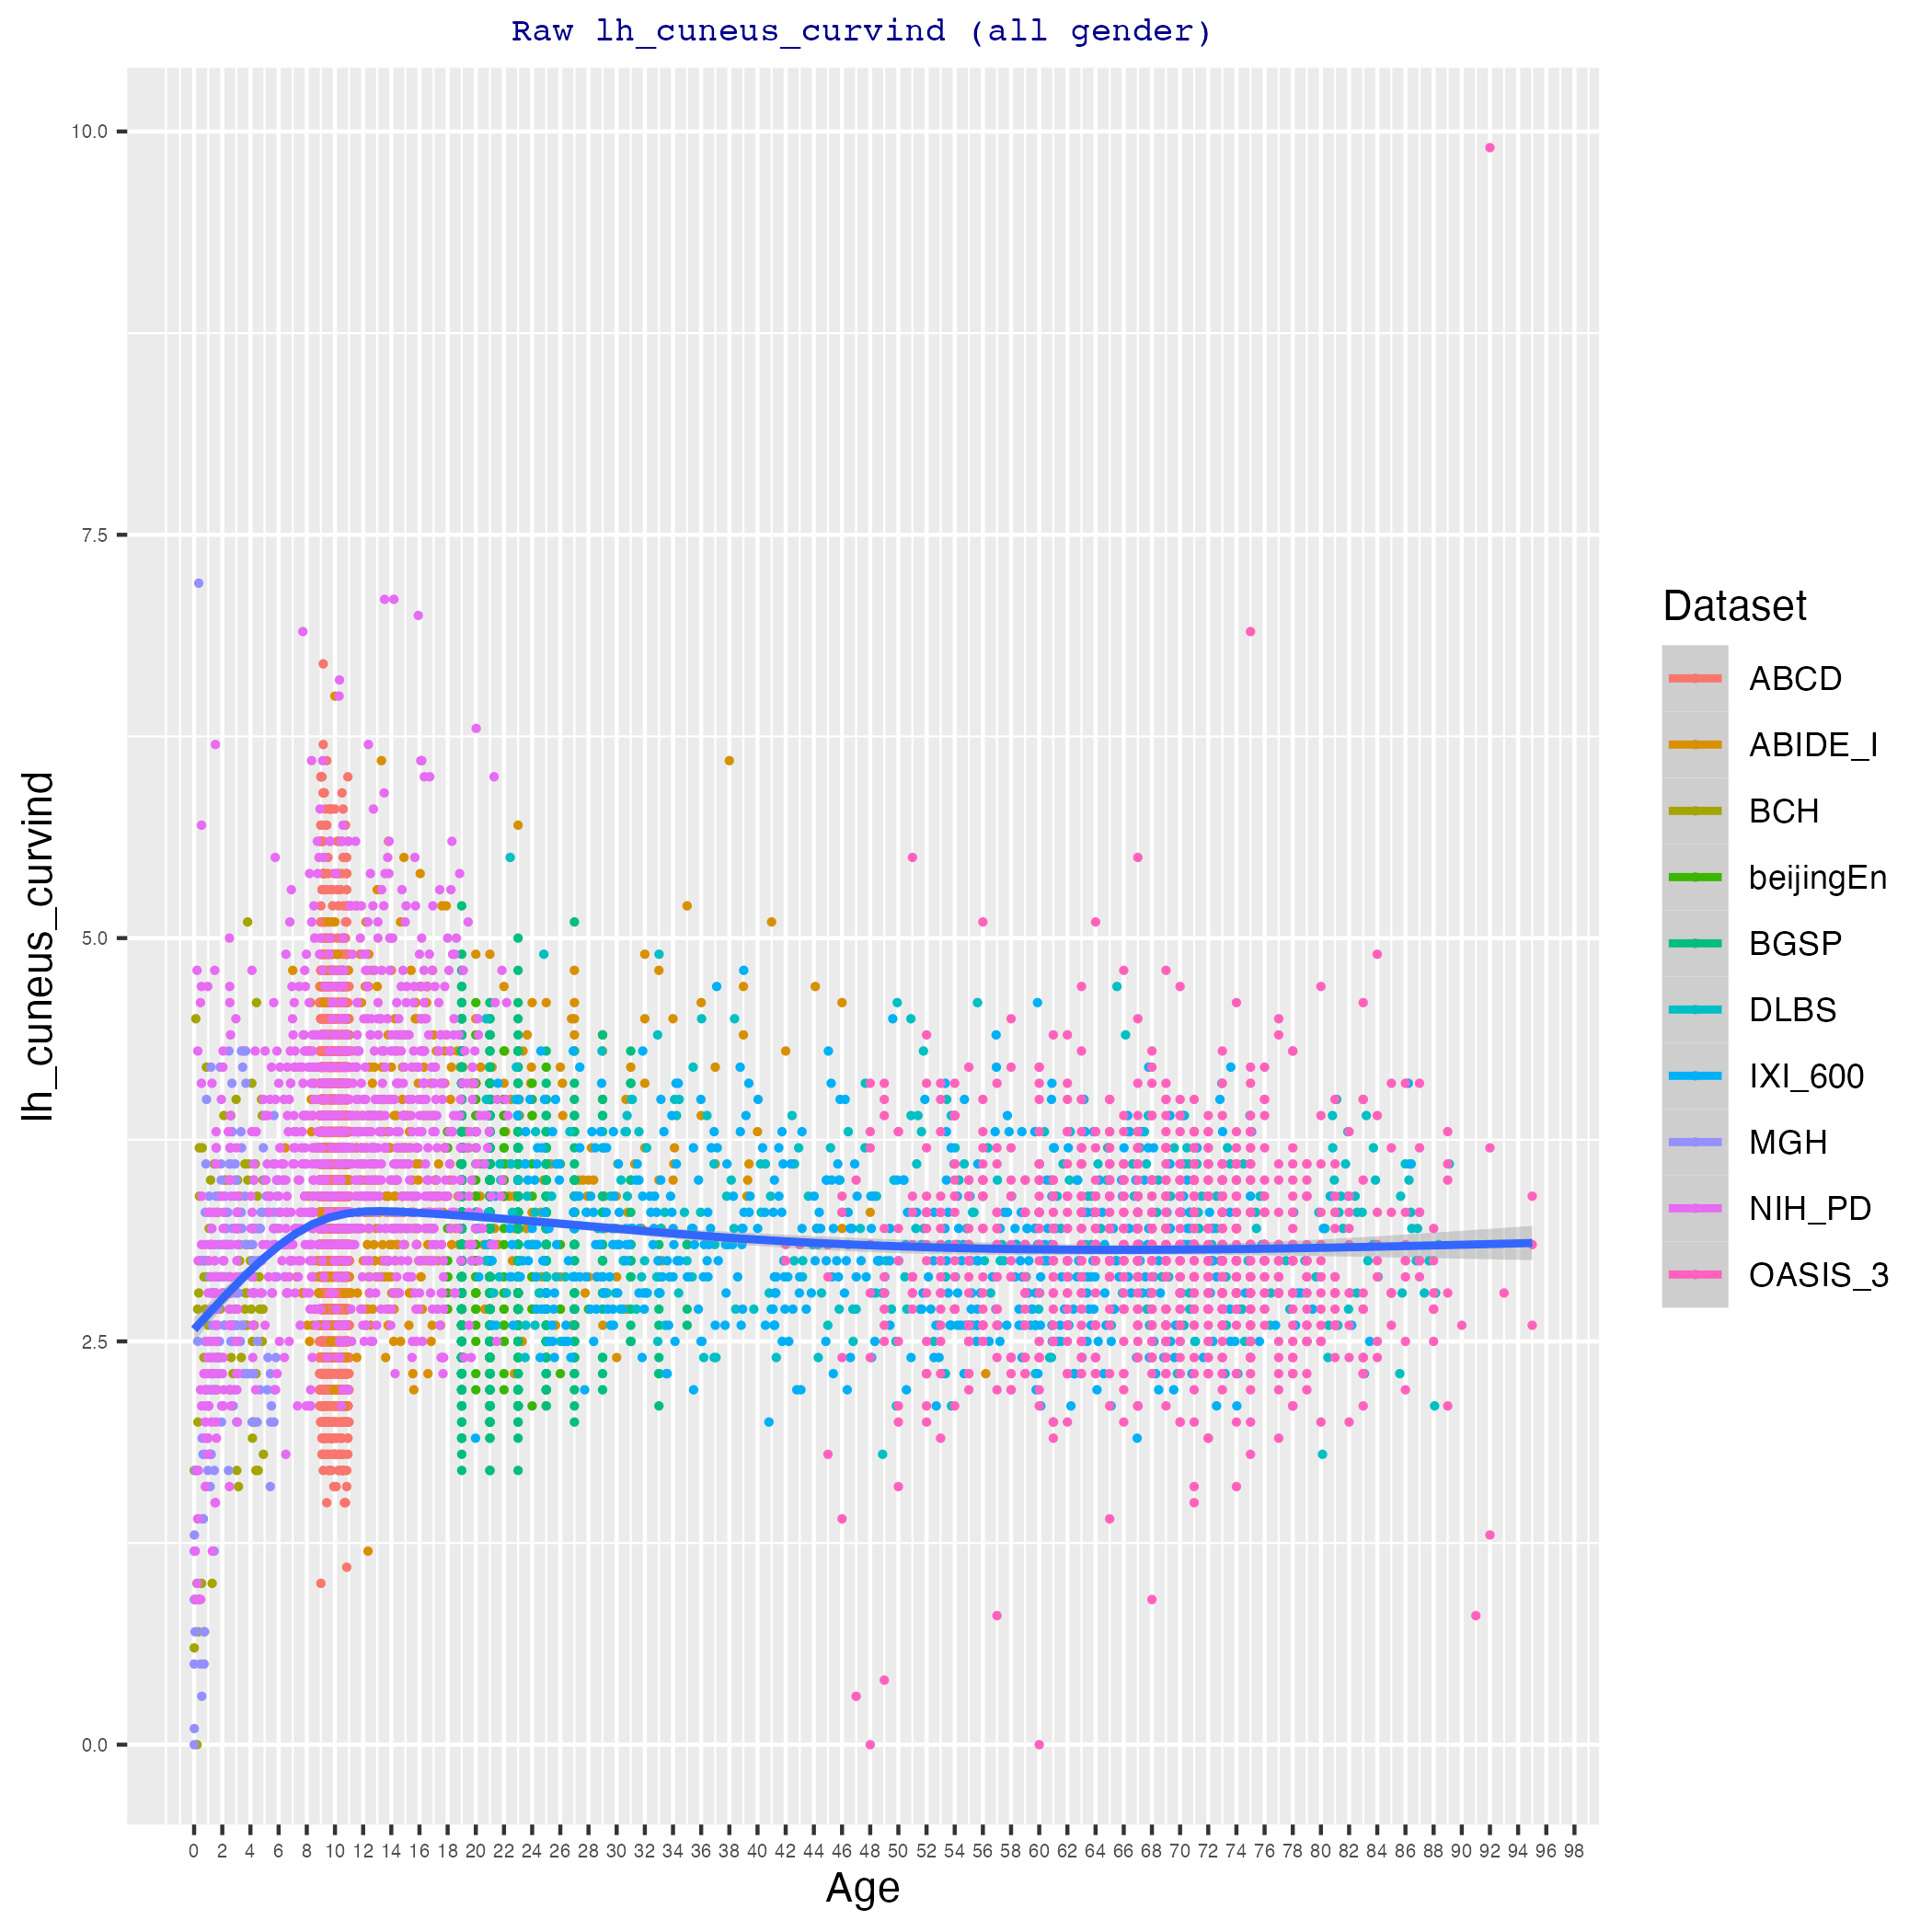 Raw lh_cuneus_curvind (all gender)
lh_cuneus_curvind
10.0
7.5
5.0
2.5
0.0
0 2 4 6 8 10 12 14 16 18 20 22 24 26 28 30 32 34 36 38 40 42 44 46 48 50 52 54 56 58 60 62 64 66 68 70 72 74 76 78 80 82 84 86 88 90 92 94 96 98
Age
Dataset
ABCD
ABIDE_I
BCH
beijingEn
BGSP
DLBS
IXI_600
MGH
NIH_PD
OASIS_3